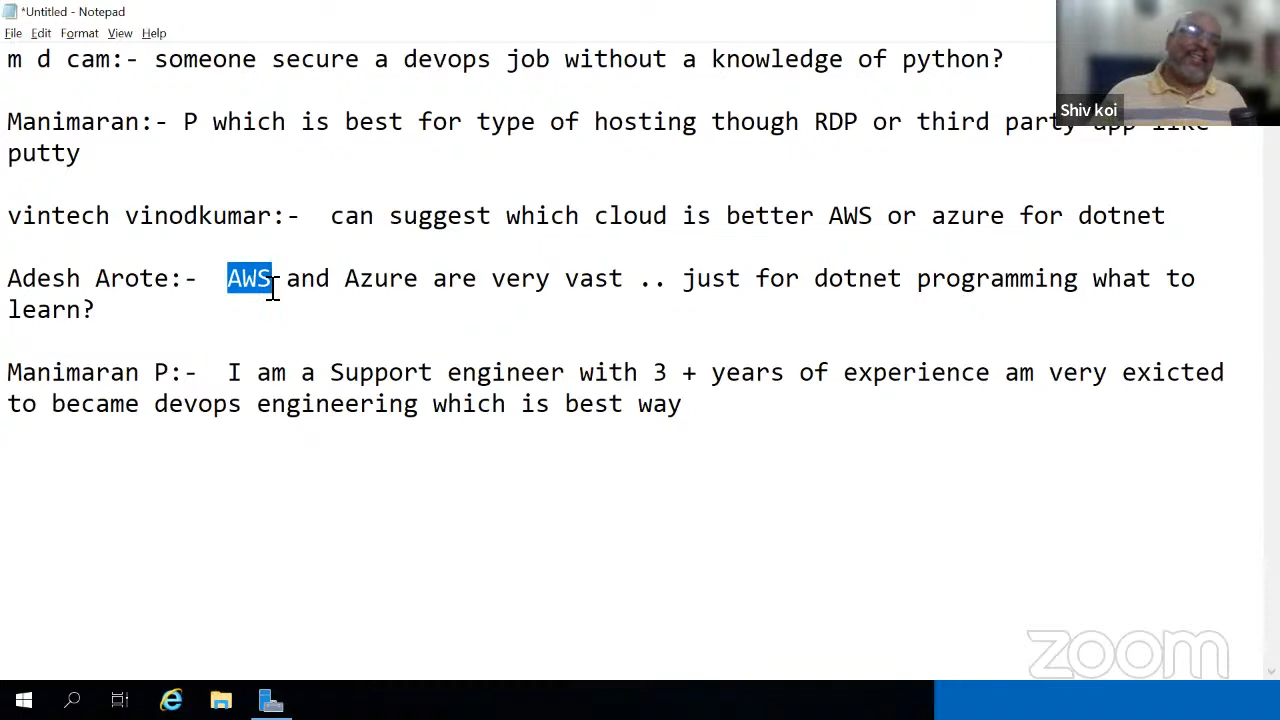 *Untitled - Notepad
File Edit Format View Help
m d cam:- someone secure a devops job without a knowledge of python?
Shiv koi
Manimaran:- P which is best for type of hosting though RDP or third party app like
putty
vintech vinodkumar:-  can suggest which cloud is better AWS or azure for dotnet
Adesh Arote:-  AWS and Azure are very vast .. just for dotnet programming what to
learn?
Manimaran P:-  I am a Support engineer with 3 + years of experience am very exicted
to became devops engineering which is best way
zoom